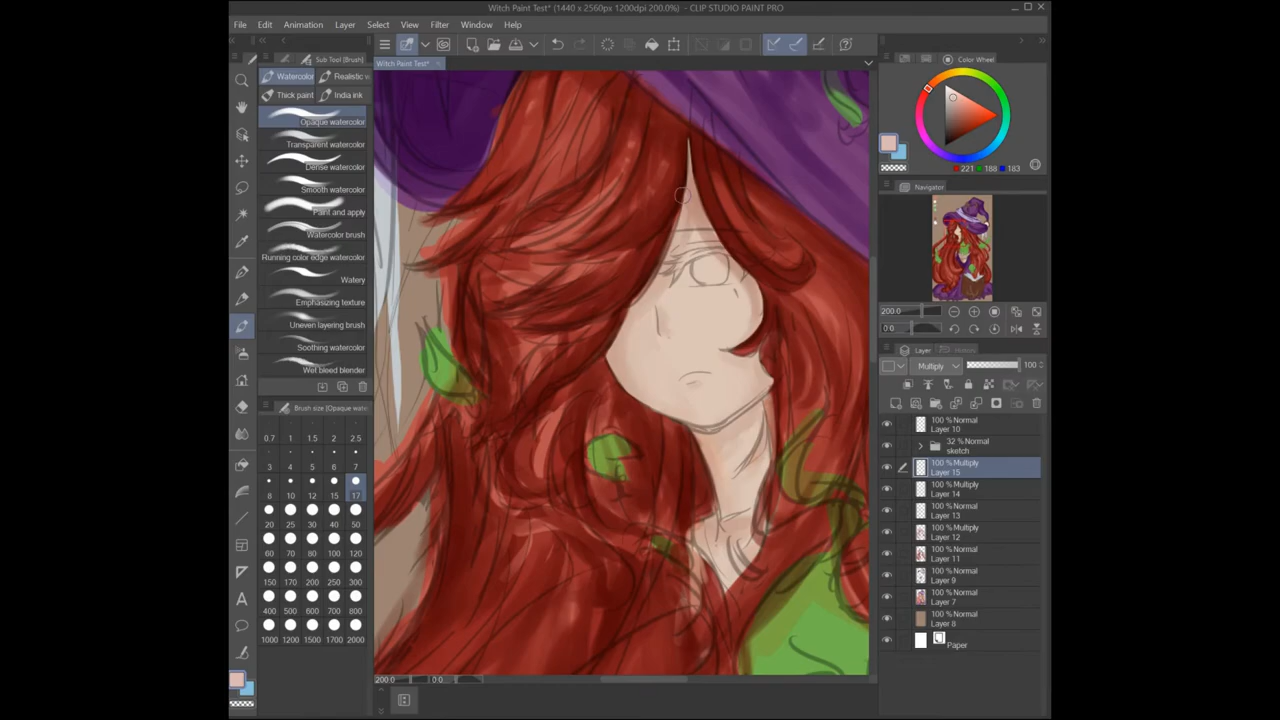 Witch Paint Test* (1440 x 2560px 1200dpi 200.0%) - CLIP STUDIO PAINT PRO
File Edit Animation Layer Select View Filter Window Help
Sub Tool [Brush]
Watercolor
Realistic w
Thick paint
India ink
Opaque watercolor
Transparent watercolor
Dense watercolor
Smooth watercolor
Paint and apply
Watercolor brush
Running color edge watercolor
Watery
Emphasizing texture
Uneven layering brush
Soothing watercolor
Wet bleed blender
Brush size [Opaque wate
0.7 1 1.5 2 2.5
3 4 5 6 7
8 10 12 15 17
20 25 30 40 50
60 70 80 100 120
150 170 200 250 300
400 500 600 700 800
1000 1200 1500 1700 2000
Witch Paint Test*
200.0 0.0
Color Wheel
221 188 183
Navigator
200.0
0.0
Layer
Multiply 100
100 % Normal
Layer 10
32 % Normal
sketch
100 % Multiply
Layer 15
100 % Multiply
Layer 14
100 % Normal
Layer 13
100 % Multiply
Layer 12
100 % Normal
Layer 11
100 % Normal
Layer 9
100 % Normal
Layer 7
100 % Normal
Layer 8
Paper